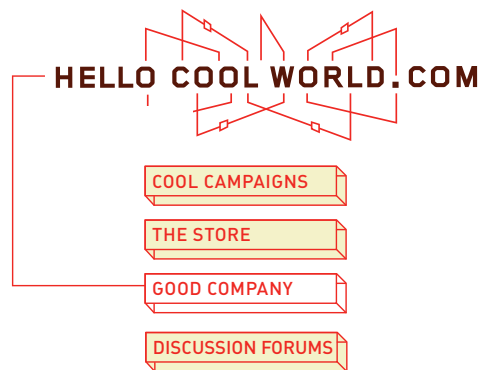 HELLO COOL WORLD.COM
COOL CAMPAIGNS
THE STORE
GOOD COMPANY
DISCUSSION FORUMS